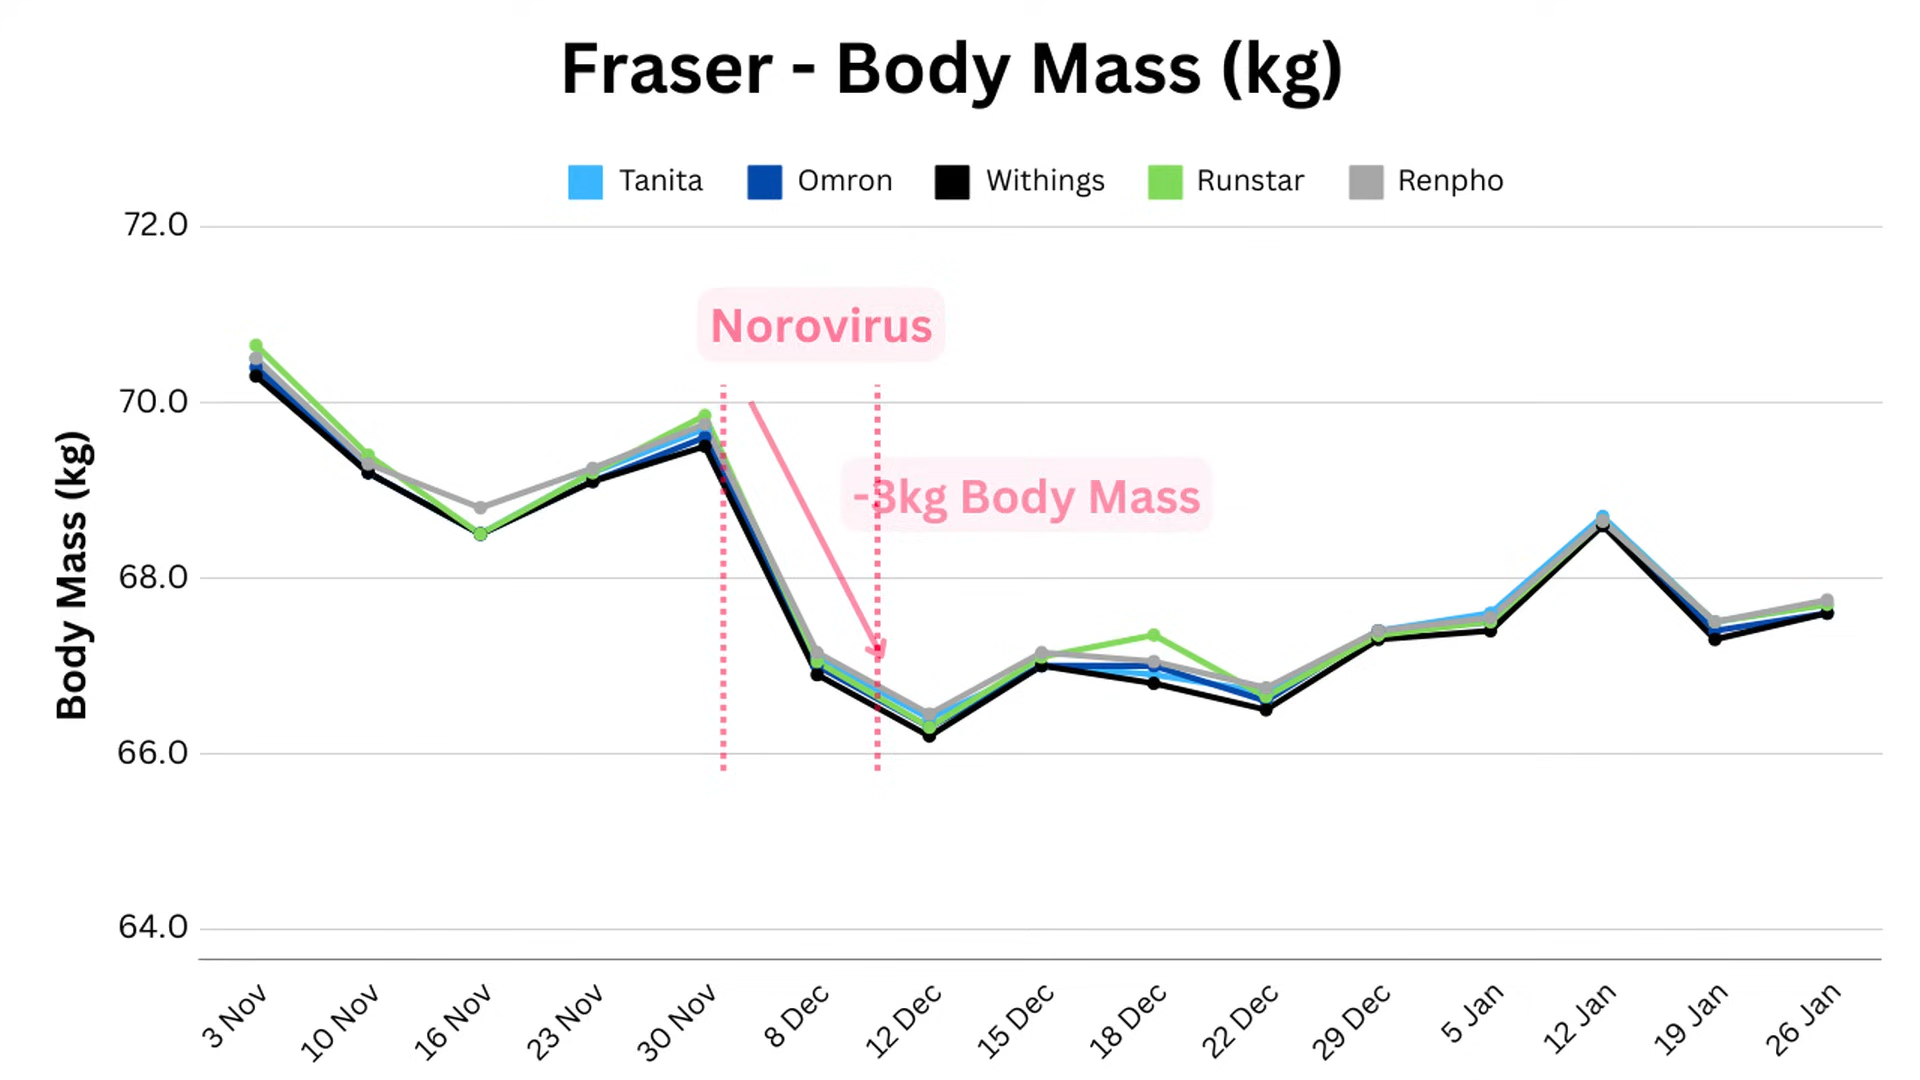 Fraser - Body Mass (kg)
Tanita Omron Withings Runstar Renpho
72.0
Norovirus
70.0
-3kg Body Mass
Body Mass (kg)
68.0
66.0
64.0
3 Nov 10 Nov 16 Nov 23 Nov 30 Nov 8 Dec 12 Dec 15 Dec 18 Dec 22 Dec 29 Dec 5 Jan 12 Jan 19 Jan 26 Jan